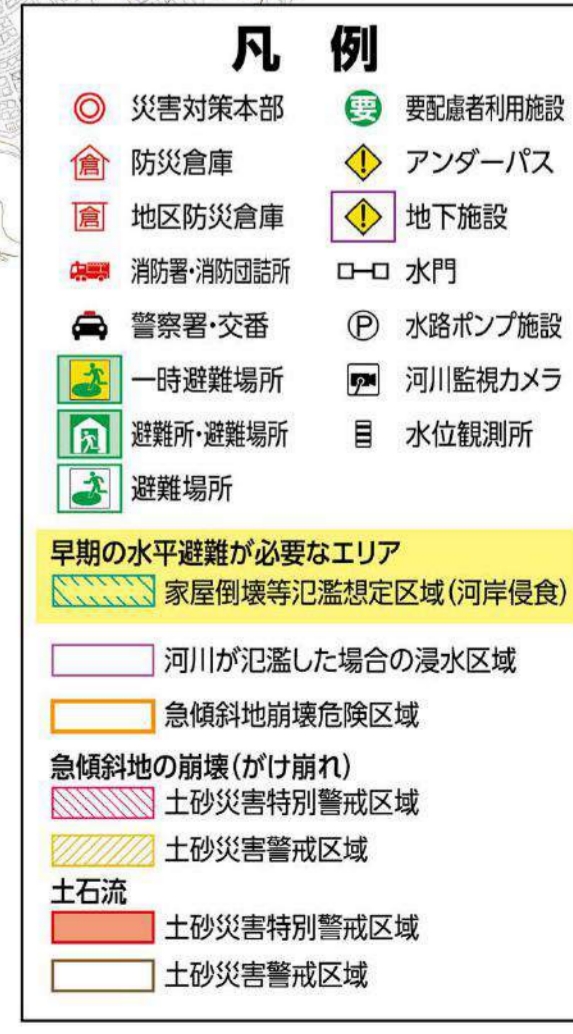 凡 例
災害対策本部
要 要配慮者利用施設
倉 防災倉庫
アンダーパス
倉 地区防災倉庫
地下施設
消防署・消防団詰所
水門
警察署・交番
P 水路ポンプ施設
一時避難場所
河川監視カメラ
避難所・避難場所
水位観測所
避難場所
早期の水平避難が必要なエリア
家屋倒壊等氾濫想定区域(河岸侵食)
河川が氾濫した場合の浸水区域
急傾斜地崩壊危険区域
急傾斜地の崩壊(がけ崩れ)
土砂災害特別警戒区域
土砂災害警戒区域
土石流
土砂災害特別警戒区域
土砂災害警戒区域